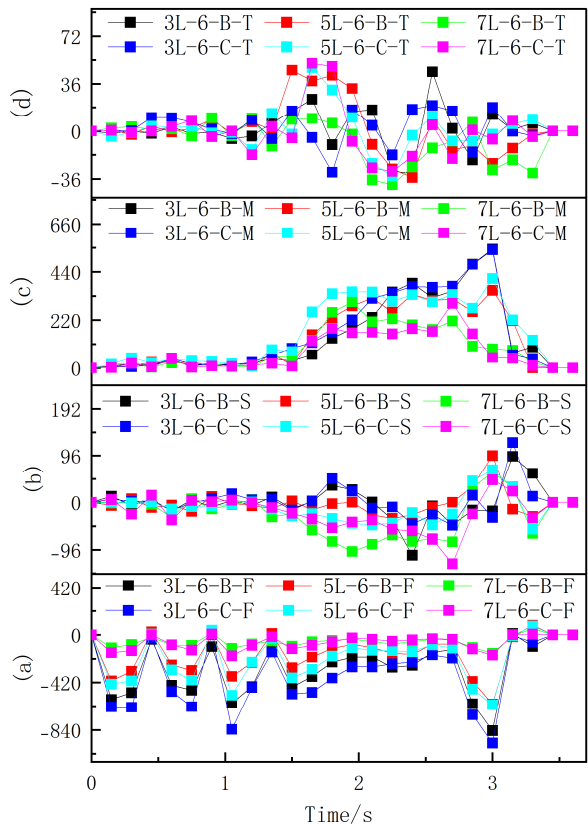 72
3L-6-B-T 5L-6-B-T 7L-6-B-T
3L-6-C-T 5L-6-C-T 7L-6-C-T
36
(d)
0
-36
660
3L-6-B-M 5L-6-B-M 7L-6-B-M
3L-6-C-M 5L-6-C-M 7L-6-C-M
440
(c)
220
0
192
3L-6-B-S 5L-6-B-S 7L-6-B-S
3L-6-C-S 5L-6-C-S 7L-6-C-S
96
(b)
0
-96
420
3L-6-B-F 5L-6-B-F 7L-6-B-F
3L-6-C-F 5L-6-C-F 7L-6-C-F
0
(a)
-420
-840
0 1 2 3
Time/s